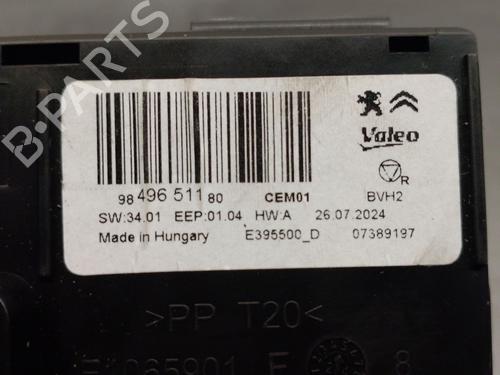 B-PARTS
Valeo
R
98 496 511 80 CEM01 BVH2
SW:34.01 EEP:01.04 HW:A 26.07.2024
Made in Hungary E395500_D 07389197
>PP T20<